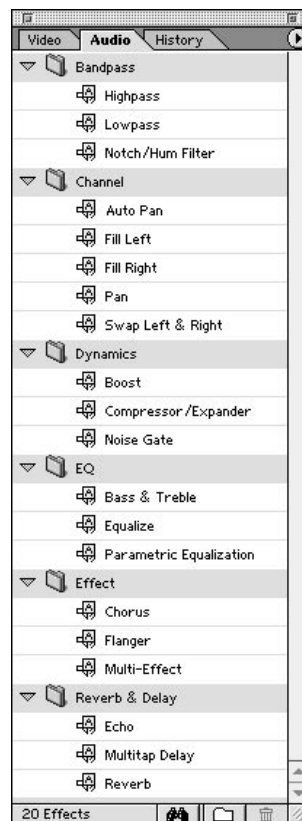 Video Audio History
Bandpass
Highpass
Lowpass
Notch/Hum Filter
Channel
Auto Pan
Fill Left
Fill Right
Pan
Swap Left & Right
Dynamics
Boost
Compressor/Expander
Noise Gate
EQ
Bass & Treble
Equalize
Parametric Equalization
Effect
Chorus
Flanger
Multi-Effect
Reverb & Delay
Echo
Multitap Delay
Reverb
20 Effects